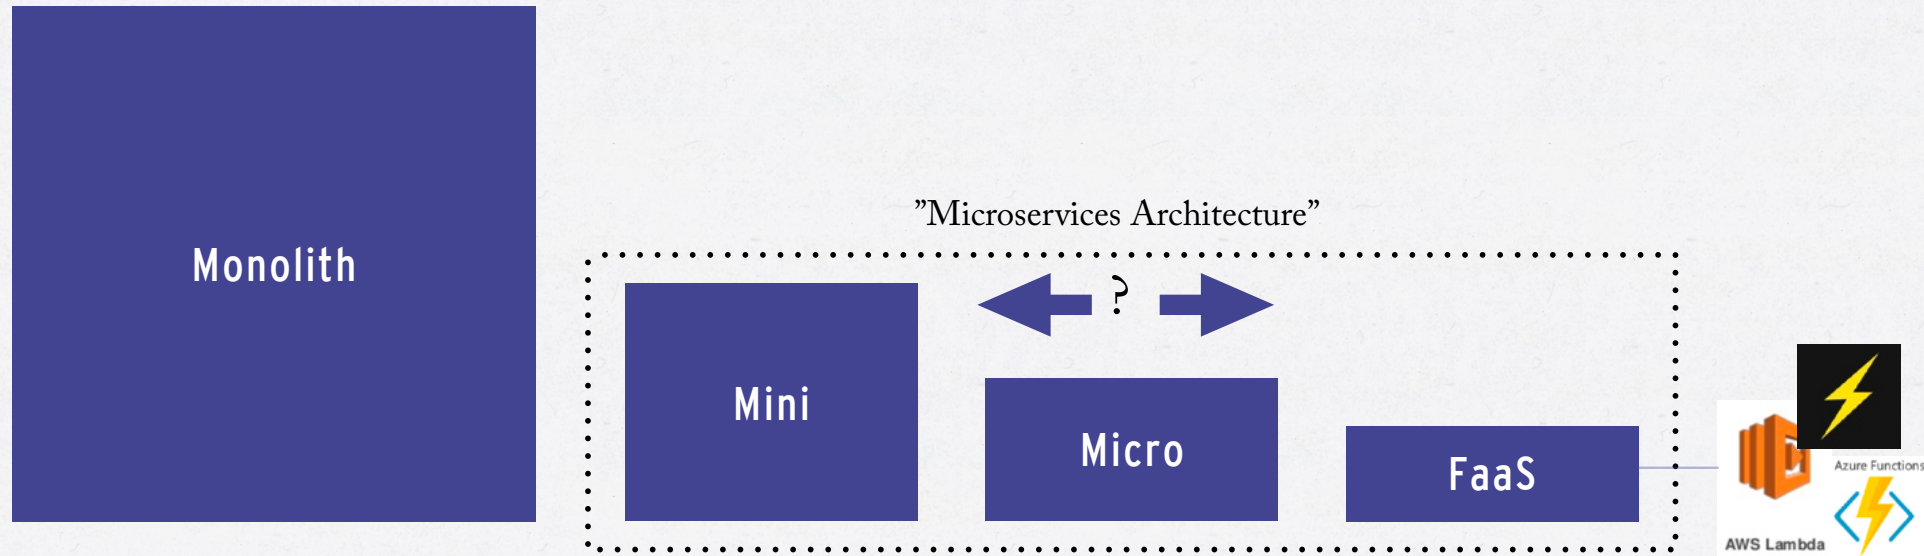 Monolith
”Microservices Architecture”
?
Mini
Micro
FaaS
Azure Functions
AWS Lambda